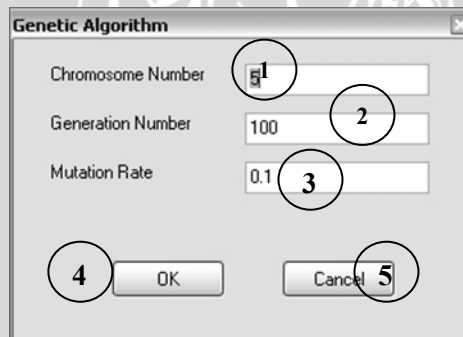 Genetic Algorithm
Chromosome Number 5 1
Generation Number 100 2
Mutation Rate 0.1 3
4 OK Cancel 5